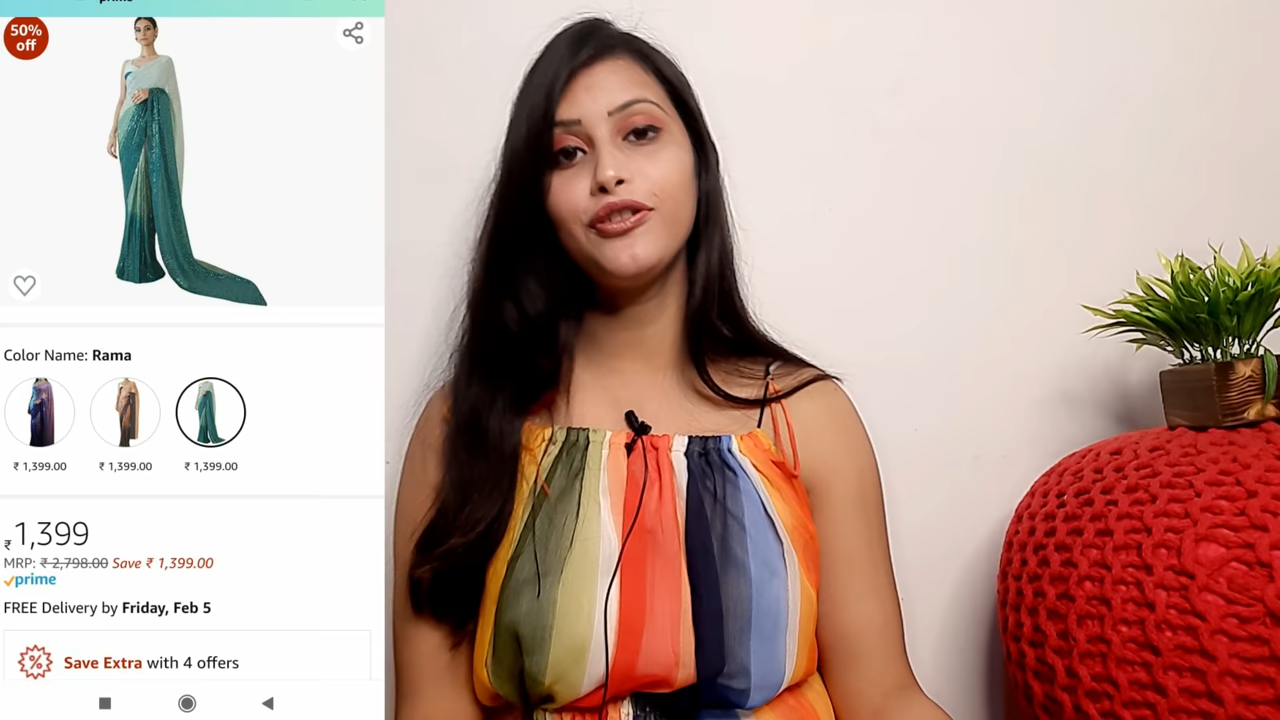 prime
50%
off
Color Name: Rama
₹ 1,399.00 ₹ 1,399.00 ₹ 1,399.00
₹1,399
MRP: ₹ 2,798.00 Save ₹ 1,399.00
prime
FREE Delivery by Friday, Feb 5
Save Extra with 4 offers